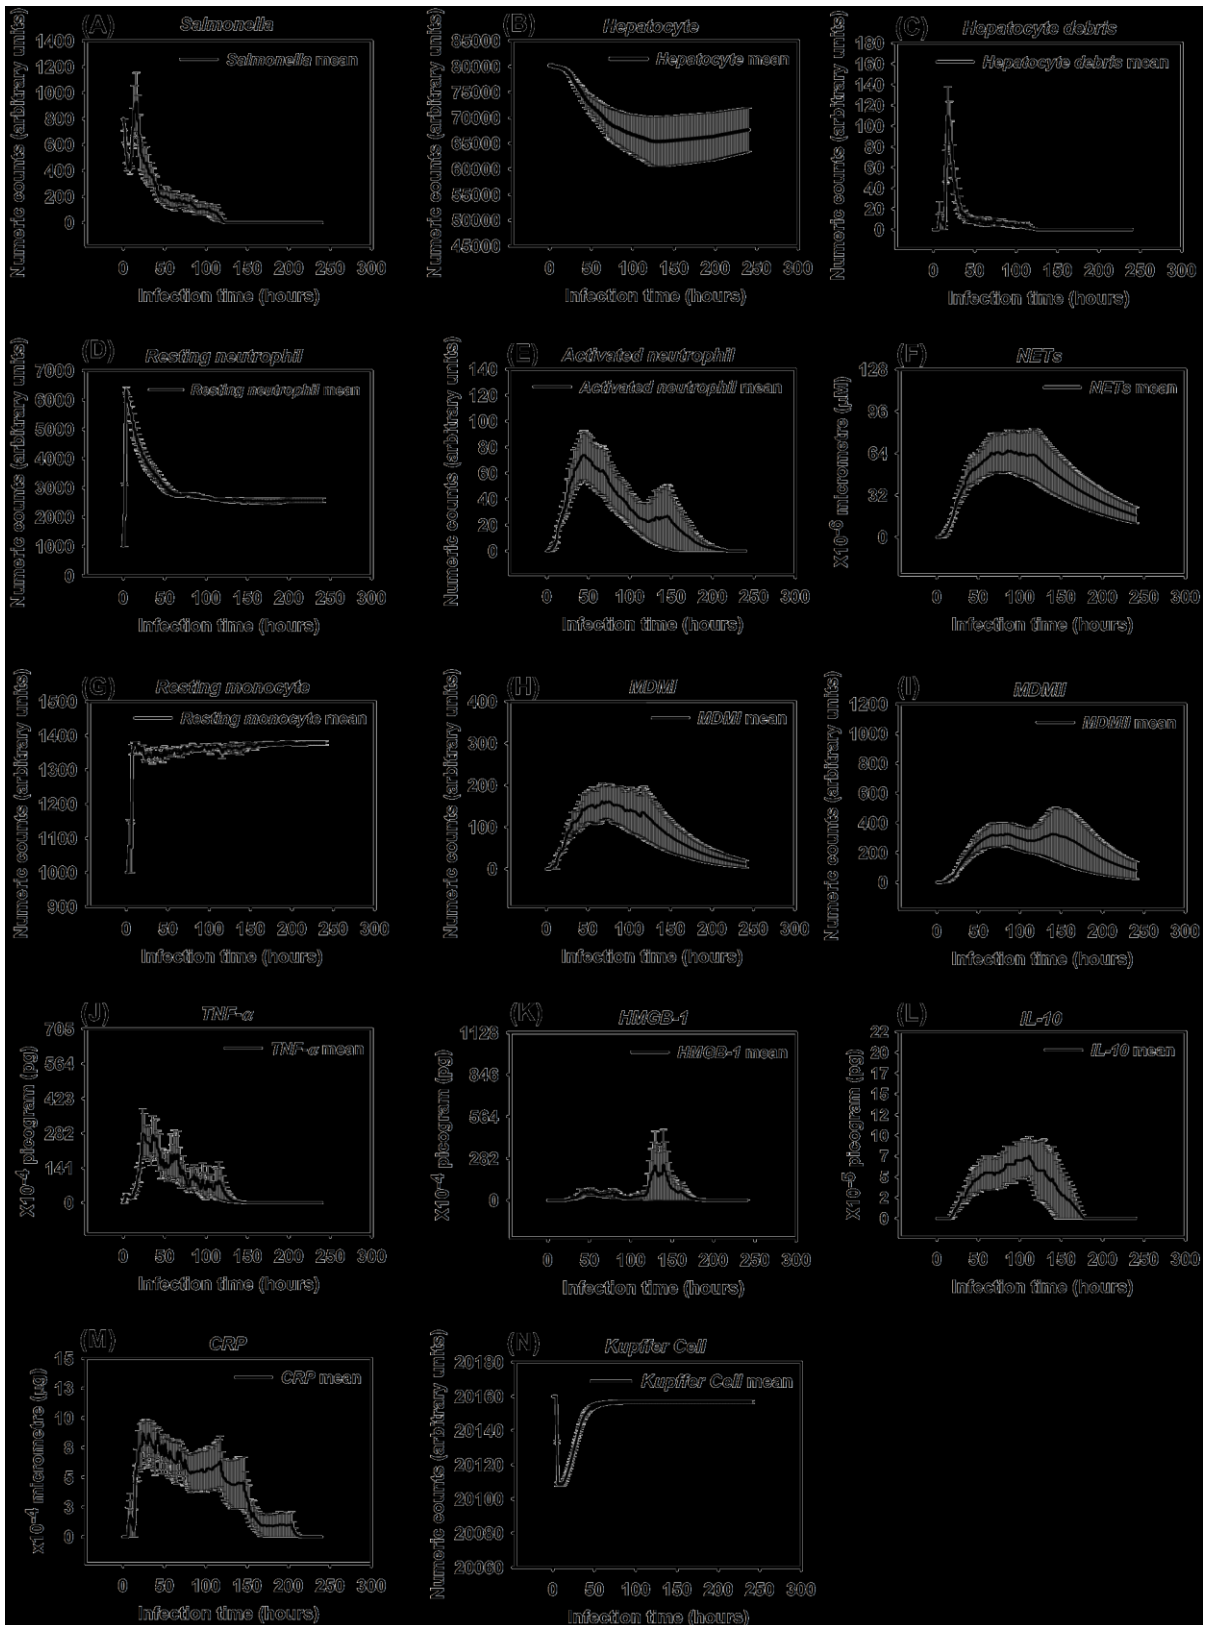 (A) Salmonella
Numeric counts (arbitrary units)
1400
1200
1000
800
600
400
200
0
Salmonella mean
0 50 100 150 200 250 300
Infection time (hours)
(B) Hepatocyte
Numeric counts (arbitrary units)
85000
80000
75000
70000
65000
60000
55000
50000
45000
Hepatocyte mean
0 50 100 150 200 250 300
Infection time (hours)
(C) Hepatocyte debris
Numeric counts (arbitrary units)
180
160
140
120
100
80
60
40
20
0
Hepatocyte debris mean
0 50 100 150 200 250 300
Infection time (hours)
(D) Resting neutrophil
Numeric counts (arbitrary units)
7000
6000
5000
4000
3000
2000
1000
0
Resting neutrophil mean
0 50 100 150 200 250 300
Infection time (hours)
(E) Activated neutrophil
Numeric counts (arbitrary units)
140
120
100
80
60
40
20
0
Activated neutrophil mean
0 50 100 150 200 250 300
Infection time (hours)
(F) NETs
X10-6 micrometre (µM)
128
96
64
32
0
NETs mean
0 50 100 150 200 250 300
Infection time (hours)
(G) Resting monocyte
Numeric counts (arbitrary units)
1500
1400
1300
1200
1100
1000
900
Resting monocyte mean
0 50 100 150 200 250 300
Infection time (hours)
(H) MDMI
Numeric counts (arbitrary units)
400
300
200
100
0
MDMI mean
0 50 100 150 200 250 300
Infection time (hours)
(I) MDMII
Numeric counts (arbitrary units)
1200
1000
800
600
400
200
0
MDMII mean
0 50 100 150 200 250 300
Infection time (hours)
(J) TNF-α
X10-4 picogram (pg)
705
564
423
282
141
0
TNF-α mean
0 50 100 150 200 250 300
Infection time (hours)
(K) HMGB-1
X10-4 picogram (pg)
1128
846
564
282
0
HMGB-1 mean
0 50 100 150 200 250 300
Infection time (hours)
(L) IL-10
X10-5 picogram (pg)
22
20
17
15
12
10
7
5
2
0
IL-10 mean
0 50 100 150 200 250 300
Infection time (hours)
(M) CRP
x10-4 micrometre (µg)
15
13
10
8
5
3
0
CRP mean
0 50 100 150 200 250 300
Infection time (hours)
(N) Kupffer Cell
Numeric counts (arbitrary units)
20180
20160
20140
20120
20100
20080
20060
Kupffer Cell mean
0 50 100 150 200 250 300
Infection time (hours)